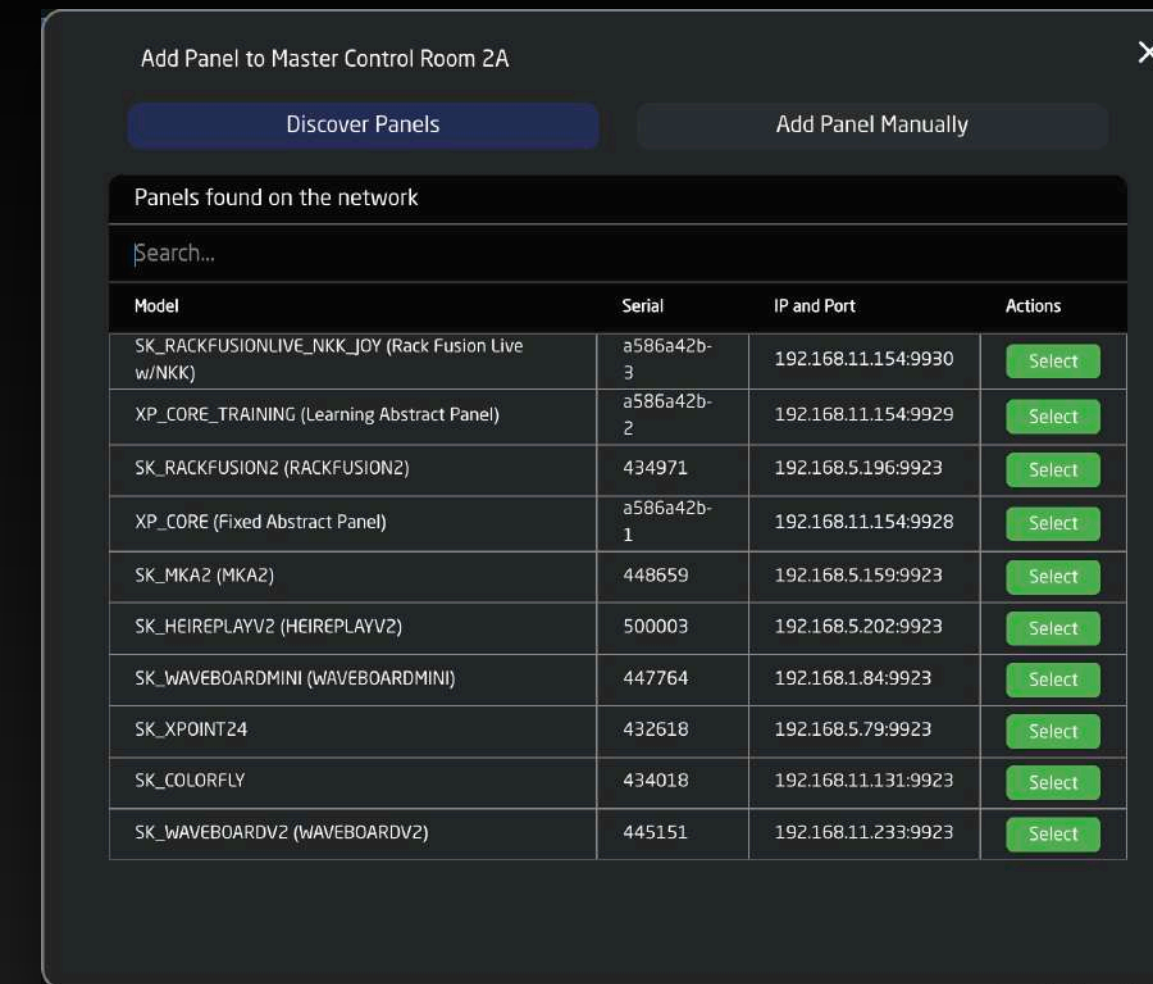 Add Panel to Master Control Room 2A
Discover Panels
Add Panel Manually
Panels found on the network
Search...
Model Serial IP and Port Actions
SK_RACKFUSIONLIVE_NKK_JOY (Rack Fusion Live
w/NKK)
a586a42b-
3
192.168.11.154:9930
Select
XP_CORE_TRAINING (Learning Abstract Panel)
a586a42b-
2
192.168.11.154:9929
Select
SK_RACKFUSION2 (RACKFUSION2) 434971 192.168.5.196:9923 Select
XP_CORE (Fixed Abstract Panel)
a586a42b-
1
192.168.11.154:9928
Select
SK_MKA2 (MKA2) 448659 192.168.5.159:9923 Select
SK_HEIREPLAYV2 (HEIREPLAYV2) 500003 192.168.5.202:9923 Select
SK_WAVEBOARDMINI (WAVEBOARDMINI) 447764 192.168.1.84:9923 Select
SK_XPOINT24 432618 192.168.5.79:9923 Select
SK_COLORFLY 434018 192.168.11.131:9923 Select
SK_WAVEBOARDV2 (WAVEBOARDV2) 445151 192.168.11.233:9923 Select